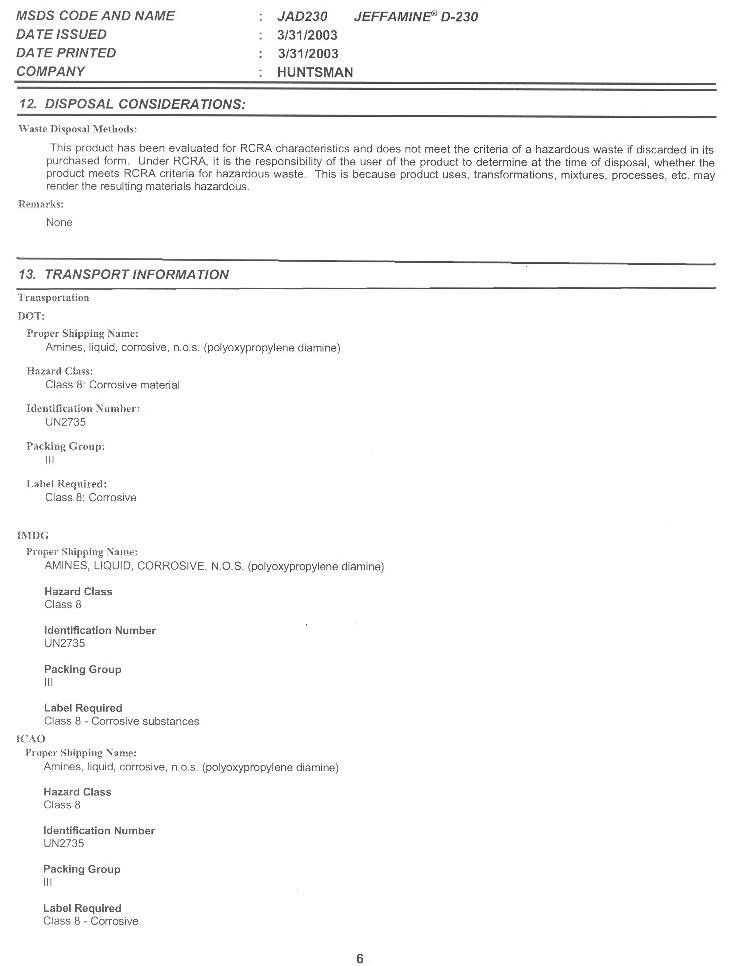 MSDS CODE AND NAME : JAD230 JEFFAMINE® D-230
DATE ISSUED : 3/31/2003
DATE PRINTED : 3/31/2003
COMPANY : HUNTSMAN
12. DISPOSAL CONSIDERATIONS:
Waste Disposal Methods:
This product has been evaluated for RCRA characteristics and does not meet the criteria of a hazardous waste if discarded in its
purchased form. Under RCRA, it is the responsibility of the user of the product to determine at the time of disposal, whether the
product meets RCRA criteria for hazardous waste. This is because product uses, transformations, mixtures, processes, etc. may
render the resulting materials hazardous.
Remarks:
None
13. TRANSPORT INFORMATION
Transportation
DOT:
Proper Shipping Name:
Amines, liquid, corrosive, n.o.s. (polyoxypropylene diamine)
Hazard Class:
Class 8: Corrosive material
Identification Number:
UN2735
Packing Group:
III
Label Required:
Class 8: Corrosive
IMDG
Proper Shipping Name:
AMINES, LIQUID, CORROSIVE, N.O.S. (polyoxypropylene diamine)
Hazard Class
Class 8
Identification Number
UN2735
Packing Group
III
Label Required
Class 8 - Corrosive substances
ICAO
Proper Shipping Name:
Amines, liquid, corrosive, n.o.s. (polyoxypropylene diamine)
Hazard Class
Class 8
Identification Number
UN2735
Packing Group
III
Label Required
Class 8 - Corrosive
6